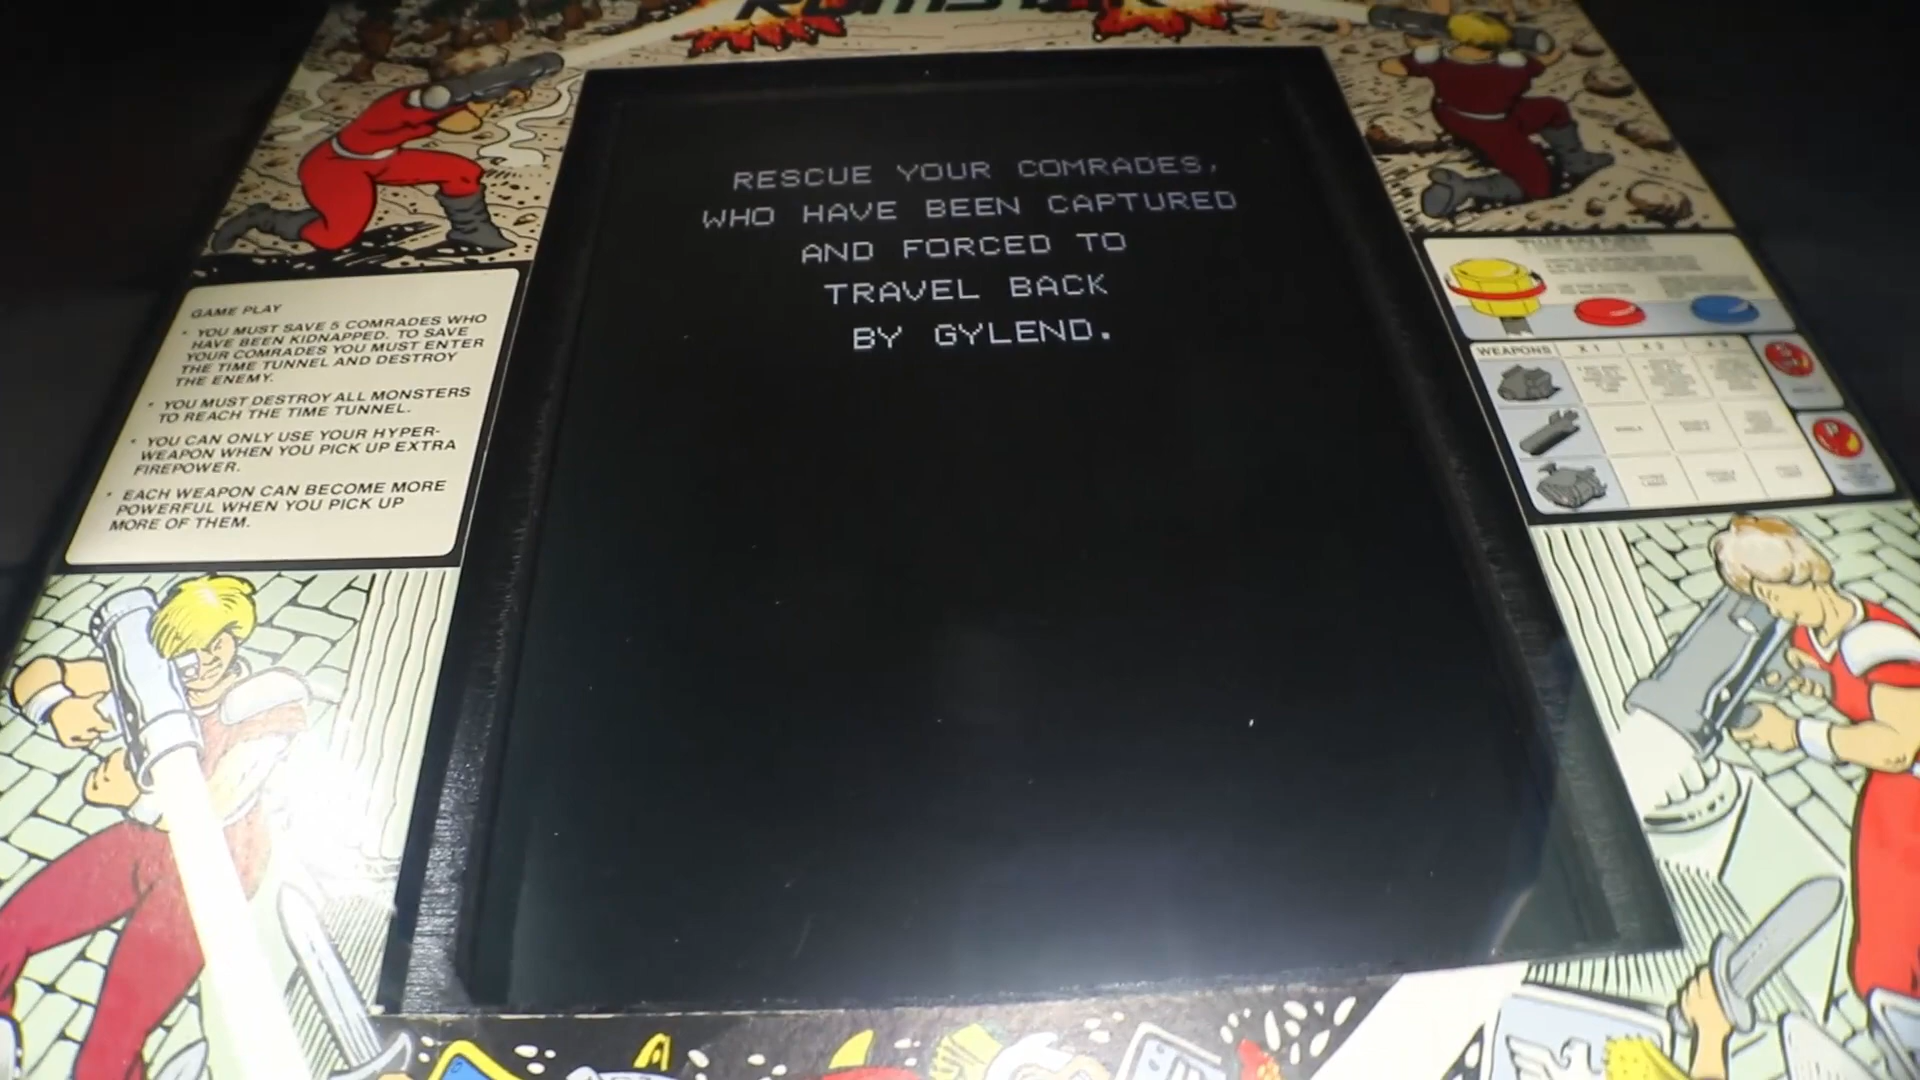 ROMSTAR
RESCUE YOUR COMRADES,
WHO HAVE BEEN CAPTURED
AND FORCED TO
TRAVEL BACK
BY GYLEND.
GAME PLAY
• YOU MUST SAVE 5 COMRADES WHO
HAVE BEEN KIDNAPPED. TO SAVE
YOUR COMRADES YOU MUST ENTER
THE TIME TUNNEL AND DESTROY
THE ENEMY.
• YOU MUST DESTROY ALL MONSTERS
TO REACH THE TIME TUNNEL.
• YOU CAN ONLY USE YOUR HYPER-
WEAPON WHEN YOU PICK UP EXTRA
FIREPOWER.
• EACH WEAPON CAN BECOME MORE
POWERFUL WHEN YOU PICK UP
MORE OF THEM.
WEAPONS X 1 X 2 X 3
P